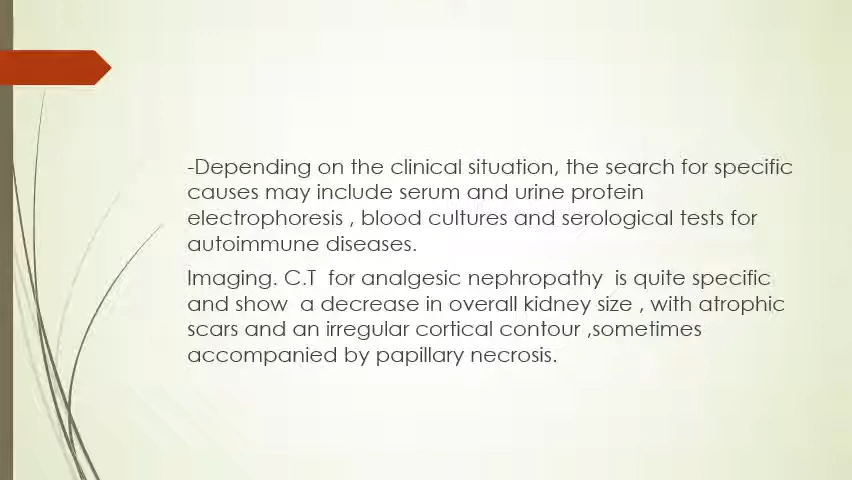 -Depending on the clinical situation, the search for specific
causes may include serum and urine protein
electrophoresis , blood cultures and serological tests for
autoimmune diseases.
Imaging. C.T  for analgesic nephropathy  is quite specific
and show  a decrease in overall kidney size , with atrophic
scars and an irregular cortical contour ,sometimes
accompanied by papillary necrosis.